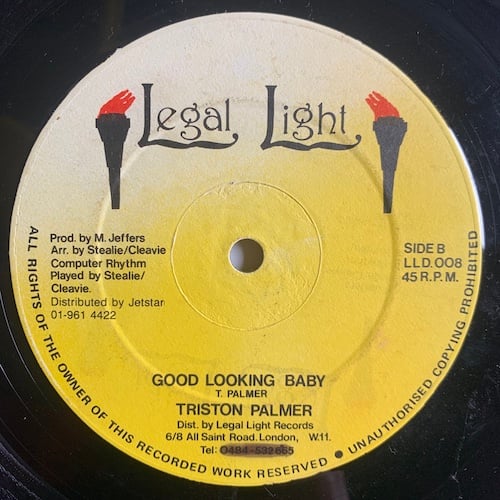 Legal Light
Prod. by M. Jeffers
Arr. by Stealie/Cleavie
Computer Rhythm
Played by Stealie/
Cleavie.
Distributed by Jetstar
01-961 4422
SIDE B
LLD.008
45 R.P.M.
GOOD LOOKING BABY
T. PALMER
TRISTON PALMER
Dist. by Legal Light Records
6/8 All Saint Road. London, W.11.
Tel: 0484-532665
ALL RIGHTS OF THE OWNER OF THIS RECORDED WORK RESERVED ● UNAUTHORISED COPYING PROHIBITED